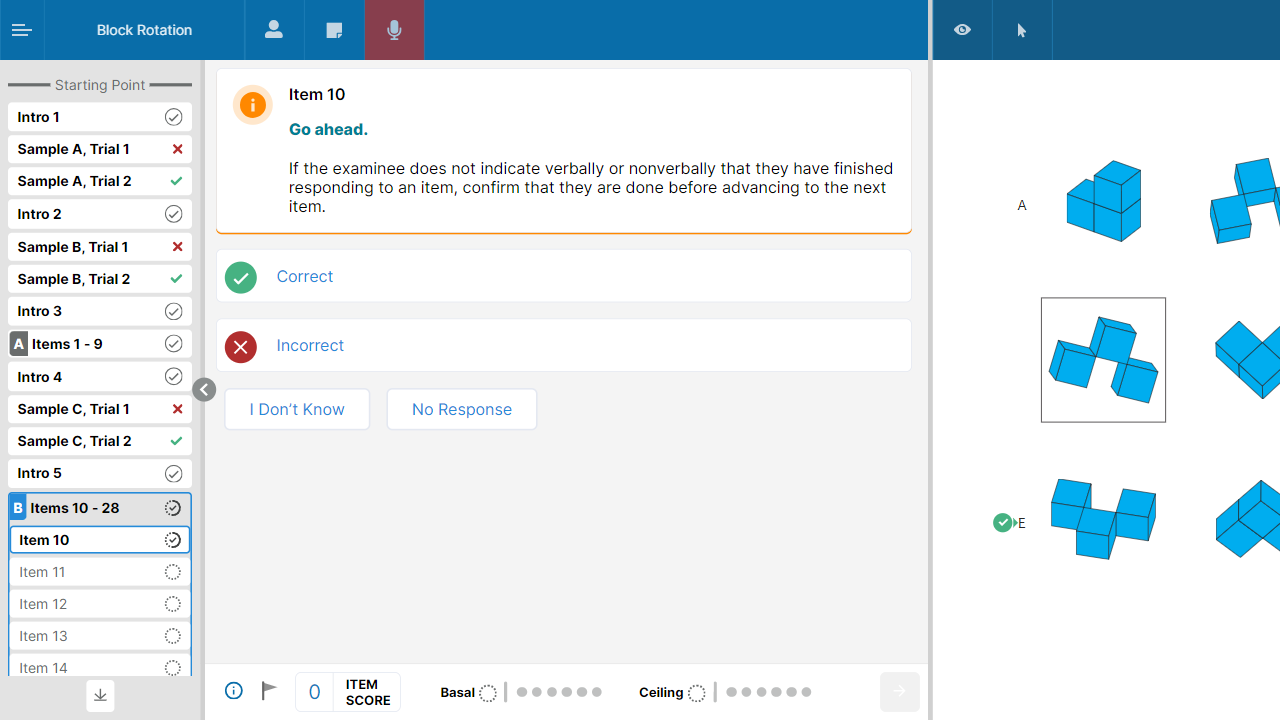 Block Rotation
Starting Point
Intro 1
Sample A, Trial 1
Sample A, Trial 2
Intro 2
Sample B, Trial 1
Sample B, Trial 2
Intro 3
A Items 1 - 9
Intro 4
Sample C, Trial 1
Sample C, Trial 2
Intro 5
B Items 10 - 28
Item 10
Item 11
Item 12
Item 13
Item 14
Item 10
Go ahead.
If the examinee does not indicate verbally or nonverbally that they have finished
responding to an item, confirm that they are done before advancing to the next
item.
Correct
Incorrect
I Don’t Know
No Response
0 ITEM
SCORE
Basal
Ceiling
A
E